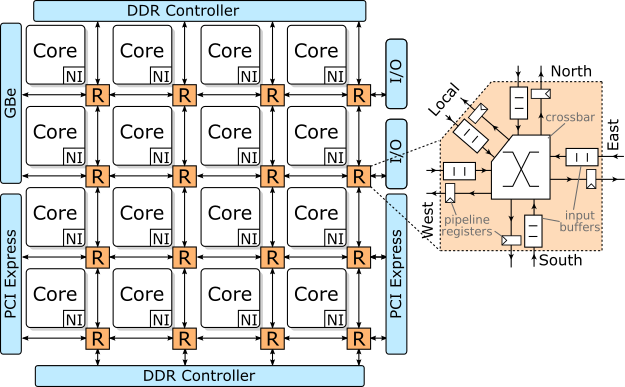 DDR Controller
GBe
Core Core Core Core
NI NI NI NI
R R R R
I/O
Core Core Core Core
NI NI NI NI
R R R R
I/O
PCI Express
Core Core Core Core
NI NI NI NI
R R R R
PCI Express
Core Core Core Core
NI NI NI NI
R R R R
DDR Controller
North
Local
crossbar
East
West
pipeline
registers
input
buffers
South